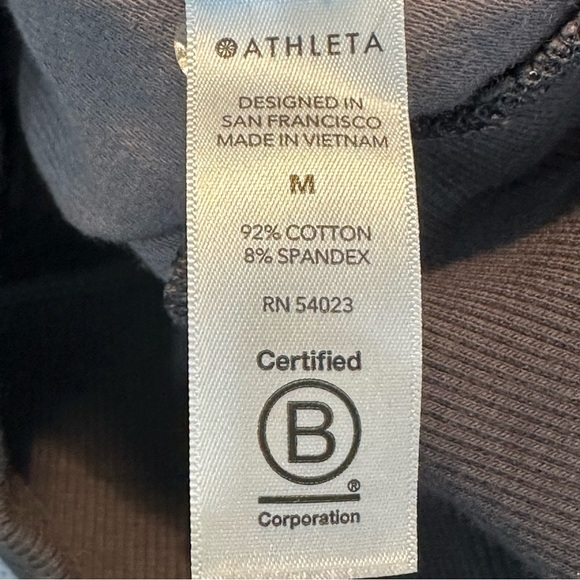 ATHLETA
DESIGNED IN
SAN FRANCISCO
MADE IN VIETNAM
M
92% COTTON
8% SPANDEX
RN 54023
Certified
B
®
Corporation